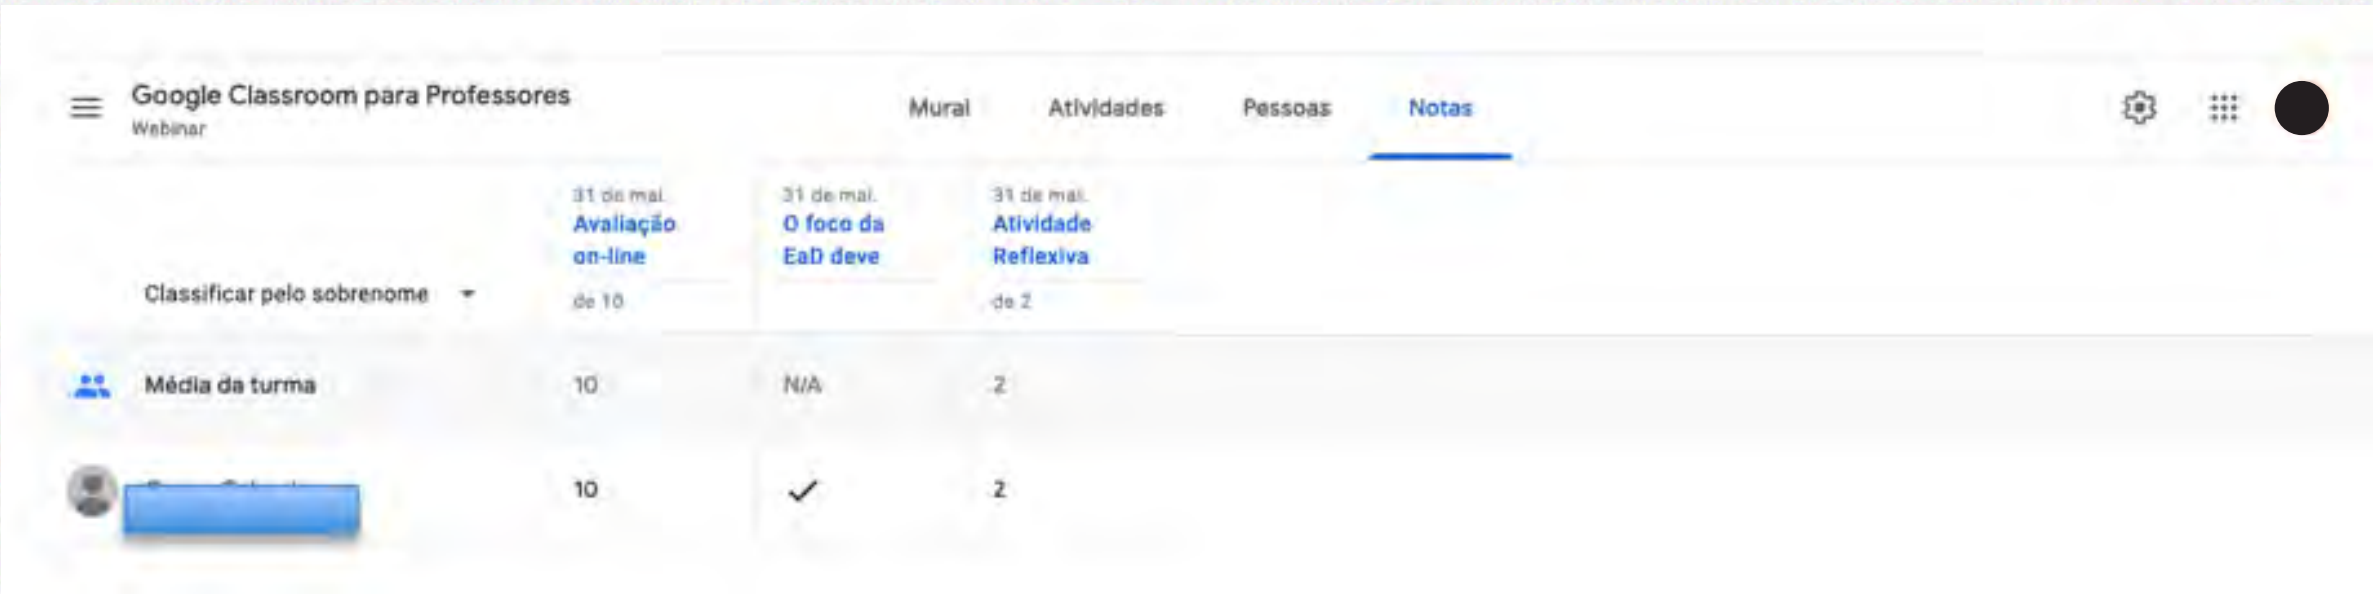 Google Classroom para Professores
Webinar
Mural Atividades Pessoas Notas
31 de mai. 31 de mai. 31 de mai.
Avaliação O foco da Atividade
on-line EaD deve Reflexiva
Classificar pelo sobrenome
de 10 de 2
Média da turma 10 N/A 2
10 2